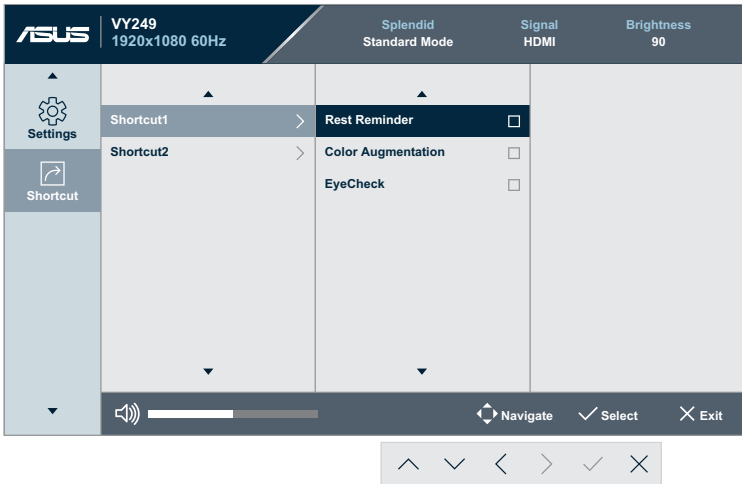 ASUS
VY249
1920x1080 60Hz
Splendid
Standard Mode
Signal
HDMI
Brightness
90
Settings
Shortcut
Shortcut1
Shortcut2
Rest Reminder
Color Augmentation
EyeCheck
Navigate
Select
Exit